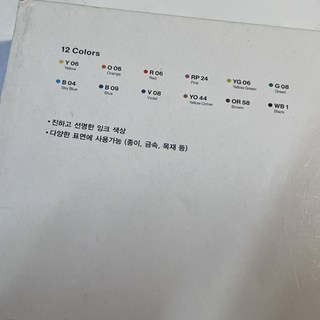 12 Colors
Y 06 O 06 R 06 RP 24 YG 06 G 08
Yellow Orange Red Pink Yellow Green Green
B 04 B 09 V 08 YO 44 OR 58 WB 1
Sky Blue Blue Violet Yellow Ochre Brown Black
• 진하고 선명한 잉크 색상
• 다양한 표면에 사용가능 (종이, 금속, 목재 등)